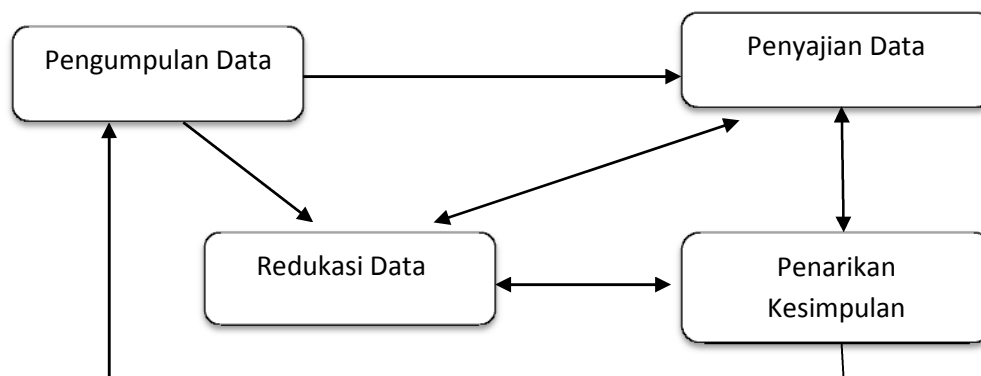 Pengumpulan Data
Penyajian Data
Redukasi Data
Penarikan
Kesimpulan